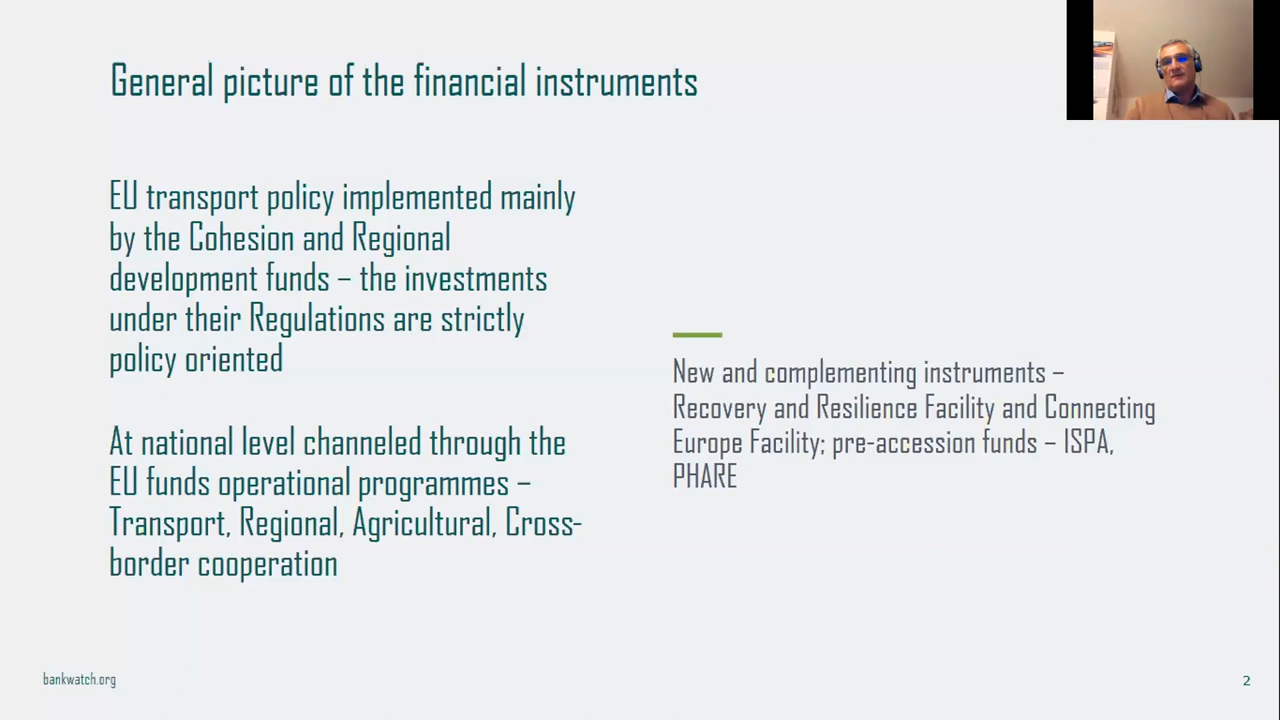 General picture of the financial instruments
EU transport policy implemented mainly
by the Cohesion and Regional
development funds – the investments
under their Regulations are strictly
policy oriented
At national level channeled through the
EU funds operational programmes –
Transport, Regional, Agricultural, Cross-
border cooperation
New and complementing instruments –
Recovery and Resilience Facility and Connecting
Europe Facility; pre-accession funds – ISPA,
PHARE
bankwatch.org
2